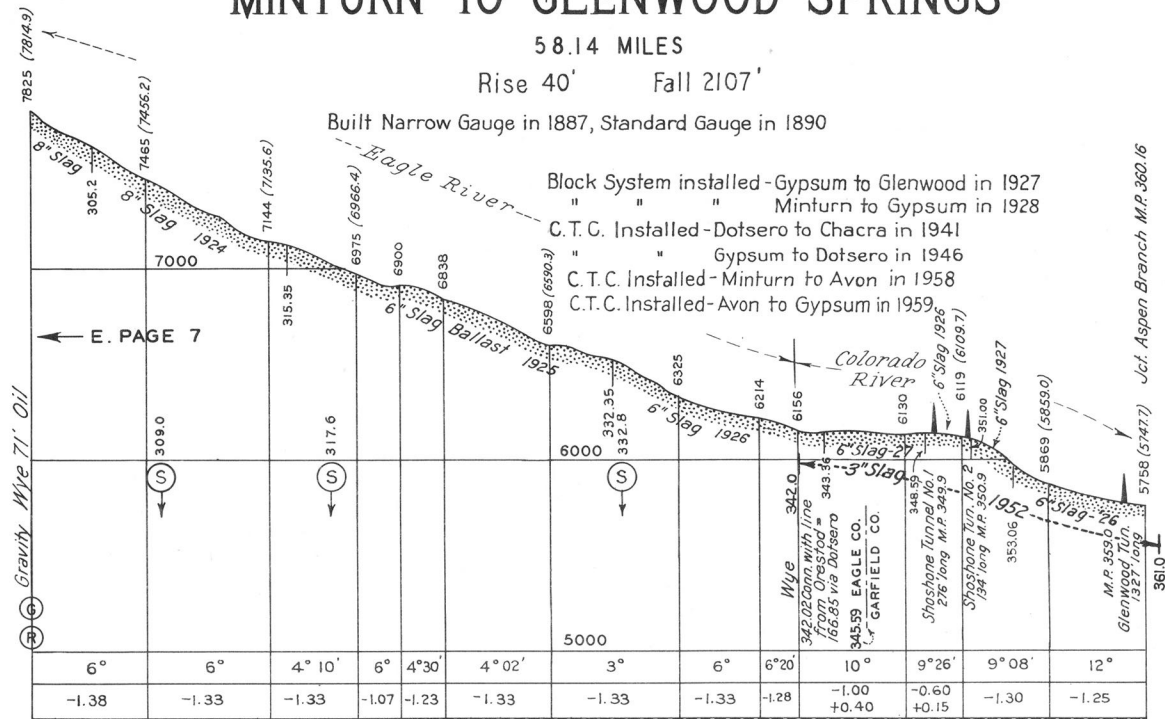 MINTURN TO GLENWOOD SPRINGS
58.14 MILES
Rise 40' Fall 2107'
Built Narrow Gauge in 1887, Standard Gauge in 1890
Eagle River
Block System installed-Gypsum to Glenwood in 1927
" " " Minturn to Gypsum in 1928
C.T.C. Installed-Dotsero to Chacra in 1941
" " Gypsum to Dotsero in 1946
C.T.C. Installed-Minturn to Avon in 1958
C.T.C. Installed-Avon to Gypsum in 1959
Colorado
River
7825 (7814.9)
7465 (7456.2)
7144 (7135.6)
6975 (6966.4)
6900
6838
6598 (6590.3)
6325
6214
6156
6130
6119 (6109.7)
5869 (5859.0)
5758 (5747.7)
Jct. Aspen Branch M.P. 360.16
8" Slag
305.2
8" Slag 1924
315.35
6" Slag Ballast 1925
332.35
332.8
6" Slag 1926
6" Slag-27
3" Slag
1952
6" Slag 1926
6" Slag 1927
351.00
6" Slag-26
7000
6000
5000
E. PAGE 7
309.0
S
317.6
S
S
Gravity Wye 71' Oil
G
R
342.0
Wye
342.02 Conn. with line
from Orestod =
166.85 via Dotsero
343.36
345.59 EAGLE CO.
GARFIELD CO.
348.59
Shoshone Tunnel No.1
276' long M.P. 349.9
Shoshone Tun. No. 2
134' long M.P. 350.9
353.06
M.P. 359.0
Glenwood Tun.
1327' long
361.0
6° 6° 4° 10' 6° 4°30' 4° 02' 3° 6° 6°20' 10° 9°26' 9° 08' 12°
-1.38 -1.33 -1.33 -1.07 -1.23 -1.33 -1.33 -1.33 -1.28 -1.00 -0.60 -1.30 -1.25
+0.40 +0.15